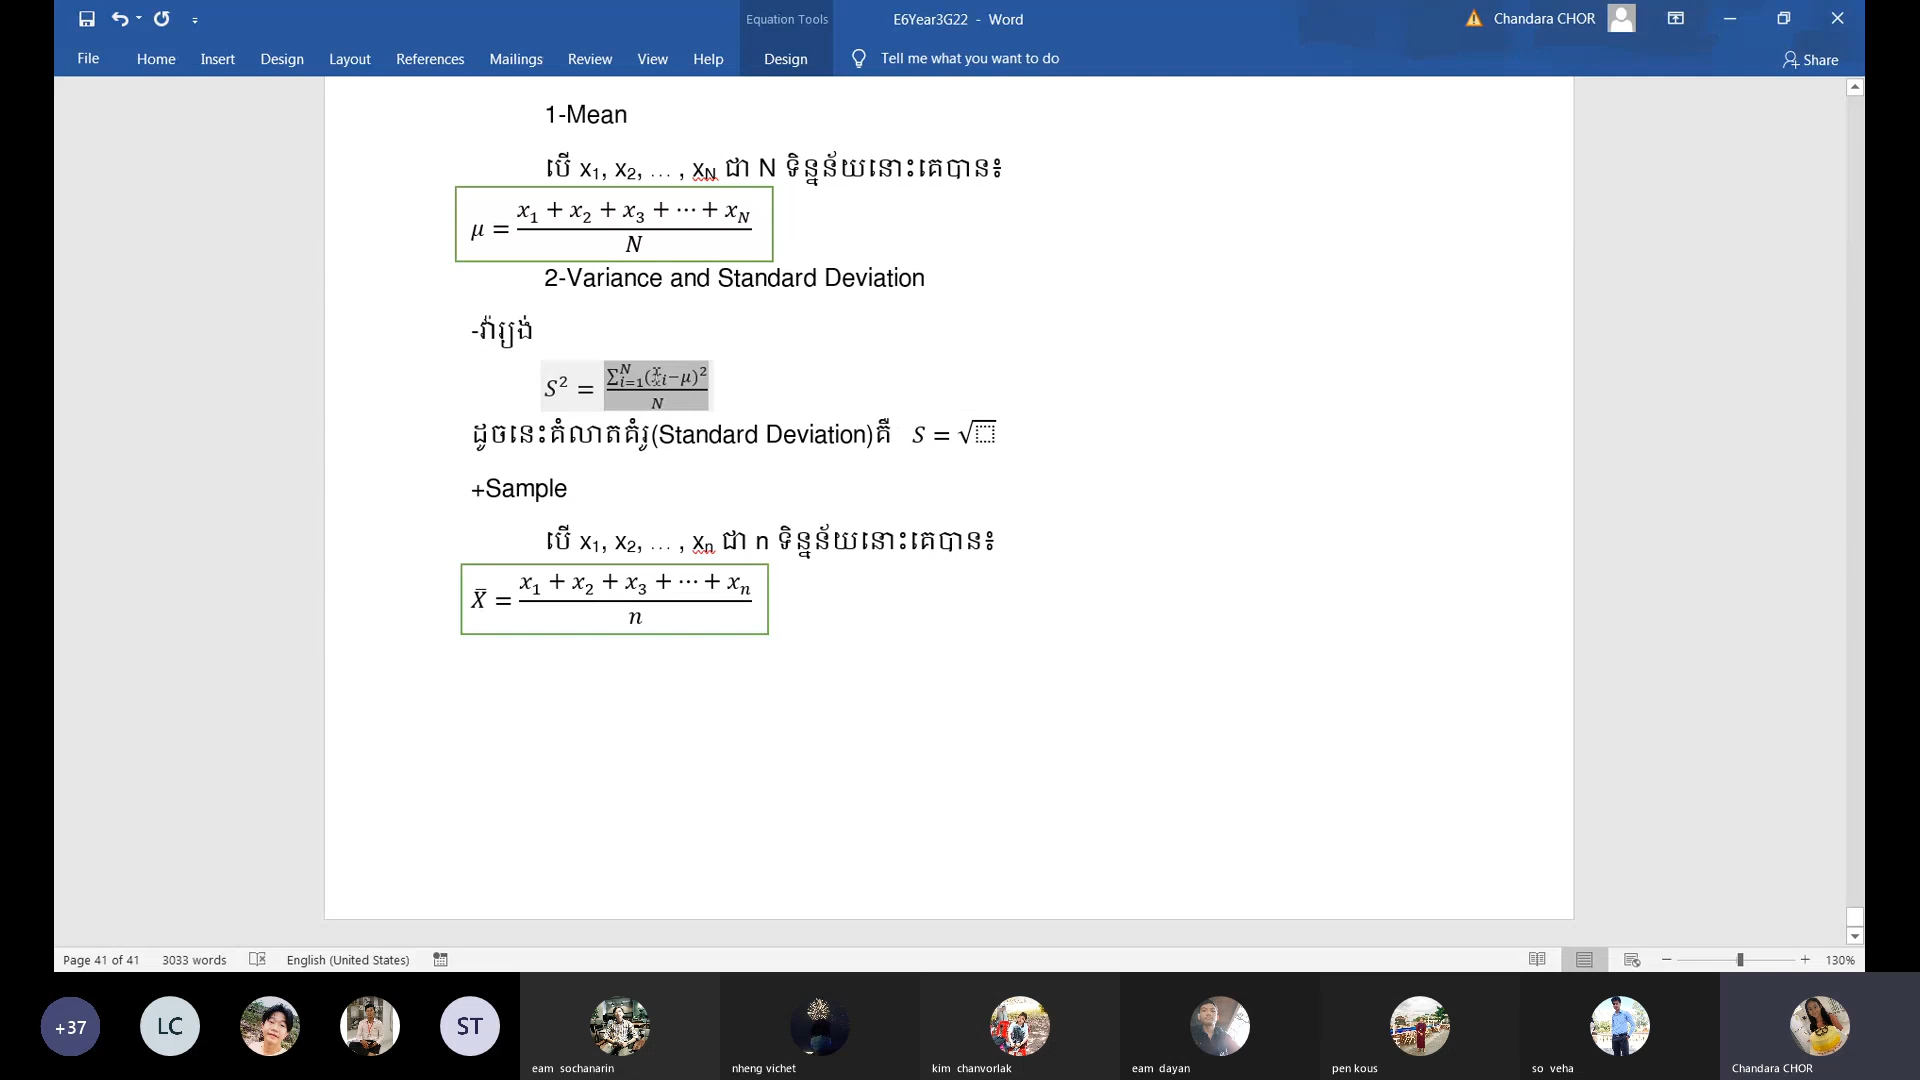 Equation Tools
E6Year3G22 - Word
Chandara CHOR
File Home Insert Design Layout References Mailings Review View Help Design Tell me what you want to do Share
1-Mean
បើ x₁, x₂, … , x_N ជា N ទិន្នន័យនោះគេបាន៖
μ = (x₁ + x₂ + x₃ + ⋯ + x_N) / N
2-Variance and Standard Deviation
-វ៉ារ្យង់
S² = ∑ᵢ₌₁ᴺ(xᵢ−μ)² / N
ដូចនេះគំលាតគំរូ(Standard Deviation)គឺ S = √
+Sample
បើ x₁, x₂, … , xₙ ជា n ទិន្នន័យនោះគេបាន៖
X̄ = (x₁ + x₂ + x₃ + ⋯ + xₙ) / n
Page 41 of 41 3033 words English (United States) 130%
+37 LC ST
eam sochanarin nheng vichet kim chanvorlak eam dayan pen kous so veha Chandara CHOR